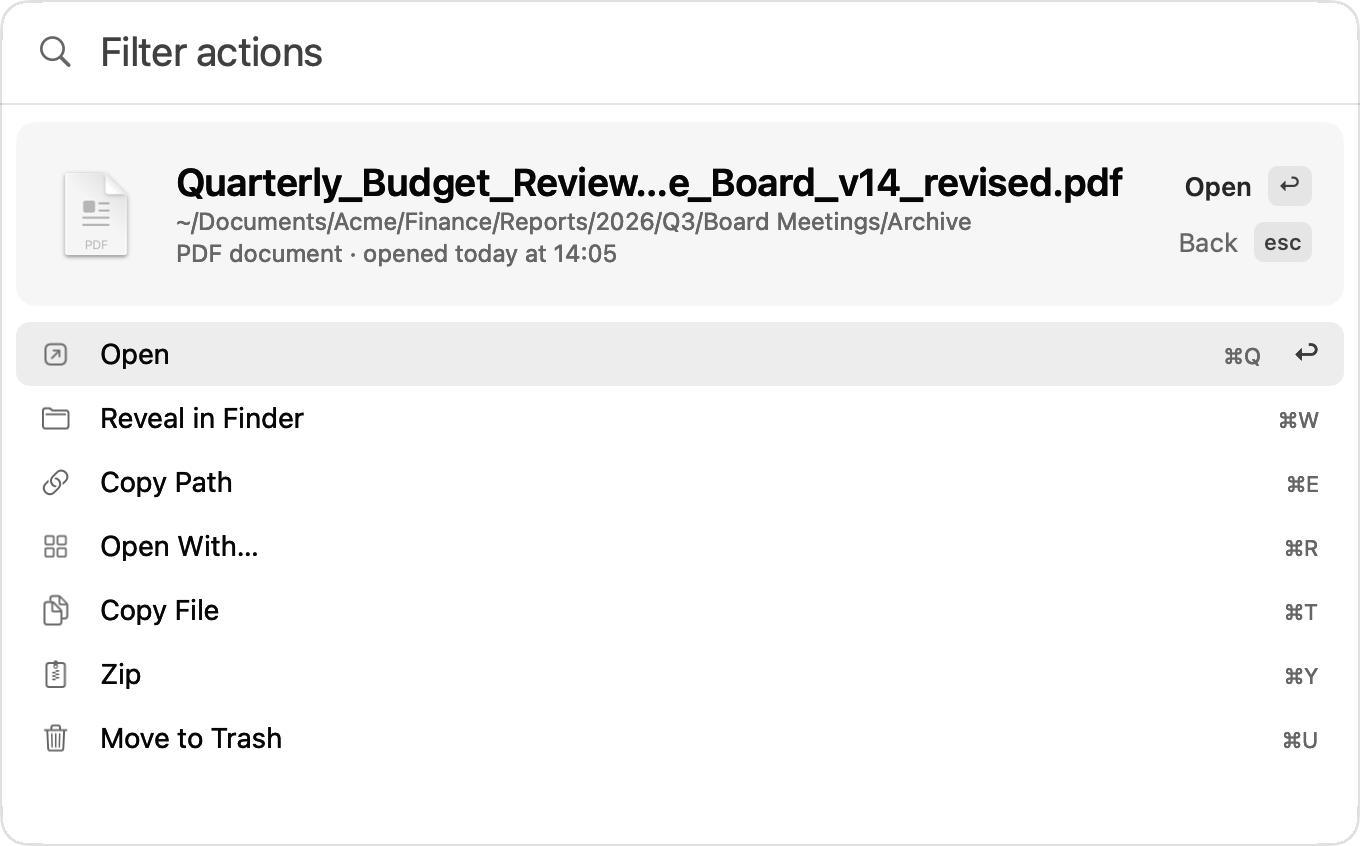 Filter actions
Quarterly_Budget_Review...e_Board_v14_revised.pdf
Open ↩
~/Documents/Acme/Finance/Reports/2026/Q3/Board Meetings/Archive
PDF document · opened today at 14:05
Back esc
PDF
Open ⌘Q ↩
Reveal in Finder ⌘W
Copy Path ⌘E
Open With... ⌘R
Copy File ⌘T
Zip ⌘Y
Move to Trash ⌘U